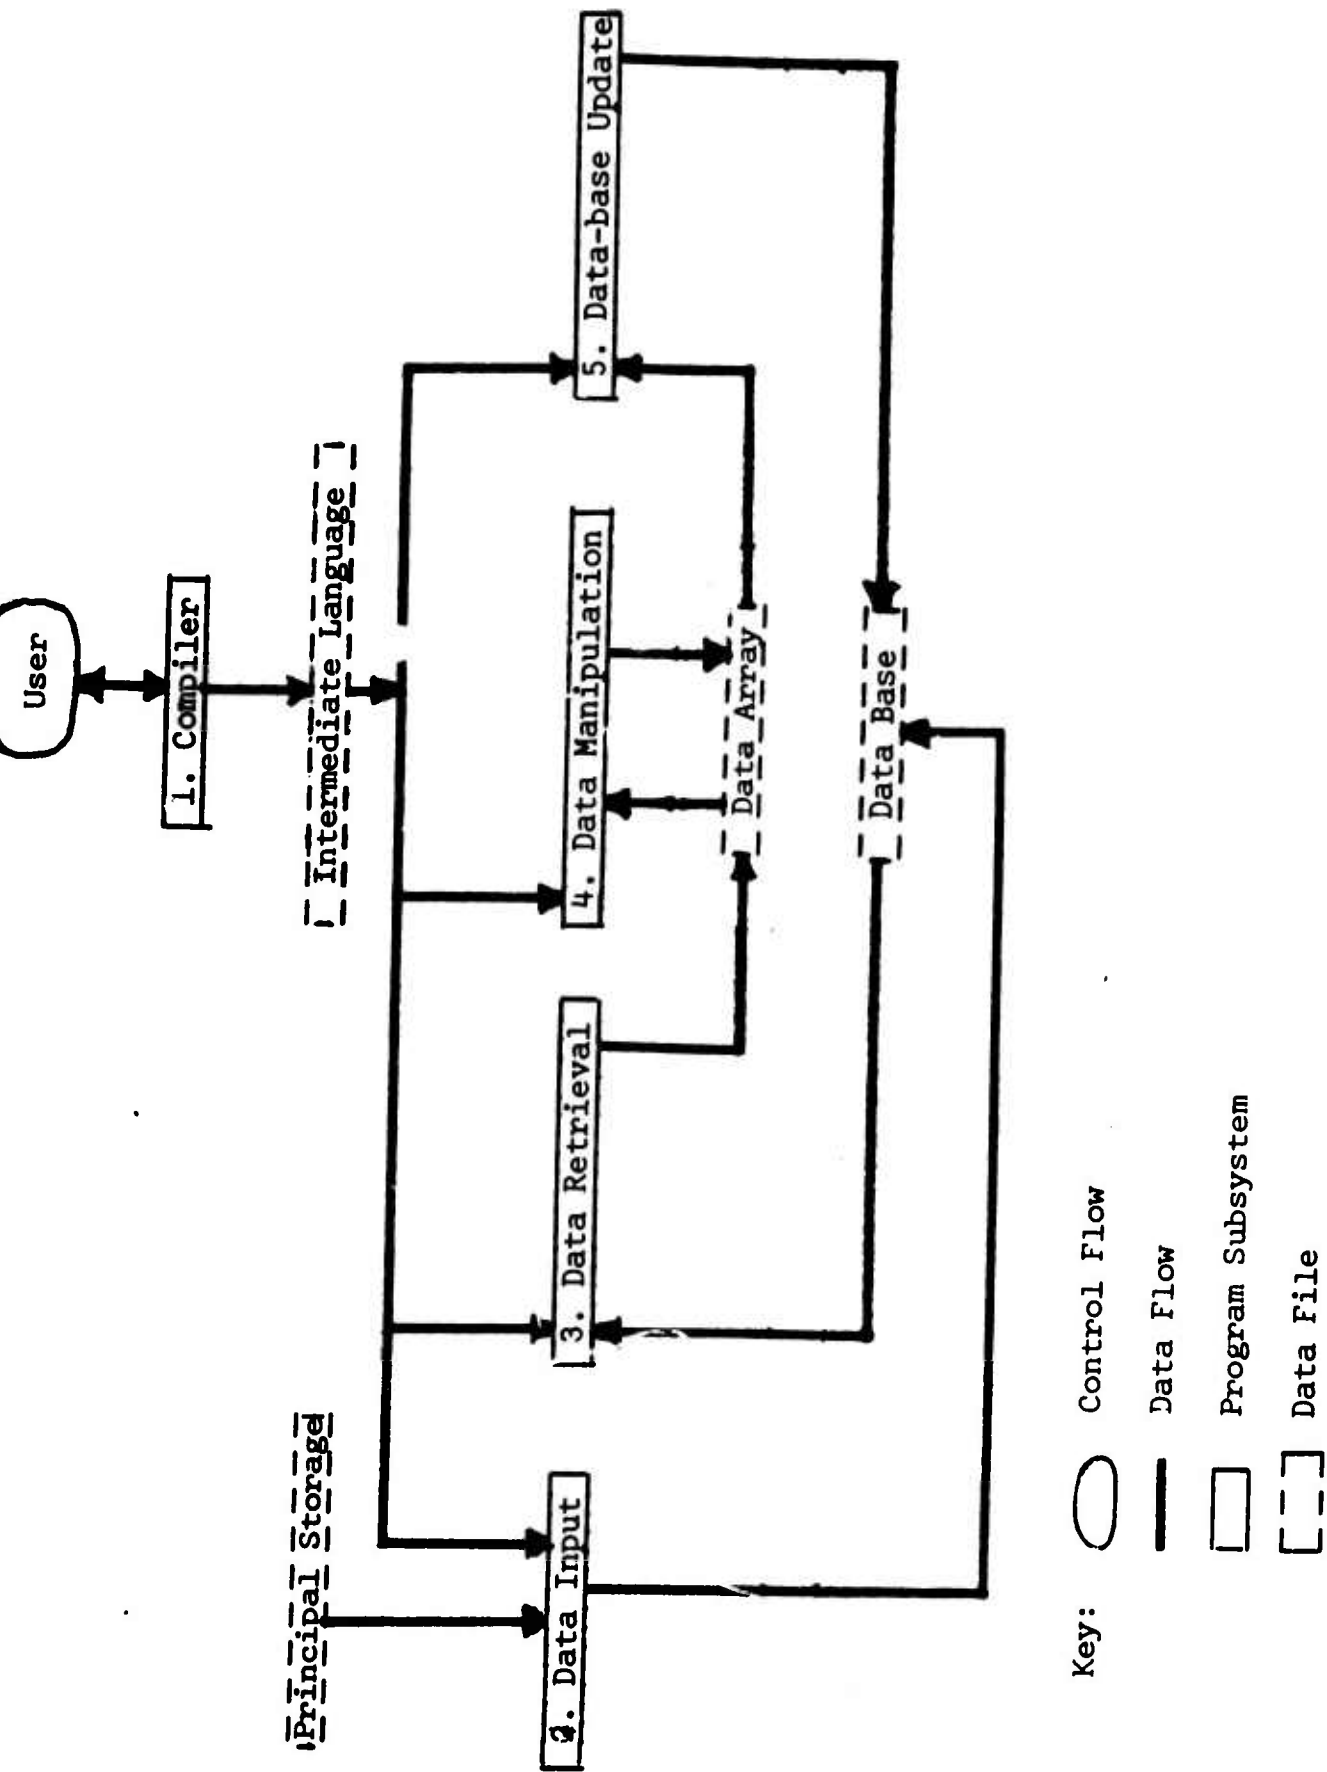 User
1. Compiler
Principal Storage
Intermediate Language
2. Data Input
3. Data Retrieval
4. Data Manipulation
5. Data-base Update
Data Array
Data Base
Key:
Control Flow
Data Flow
Program Subsystem
Data File